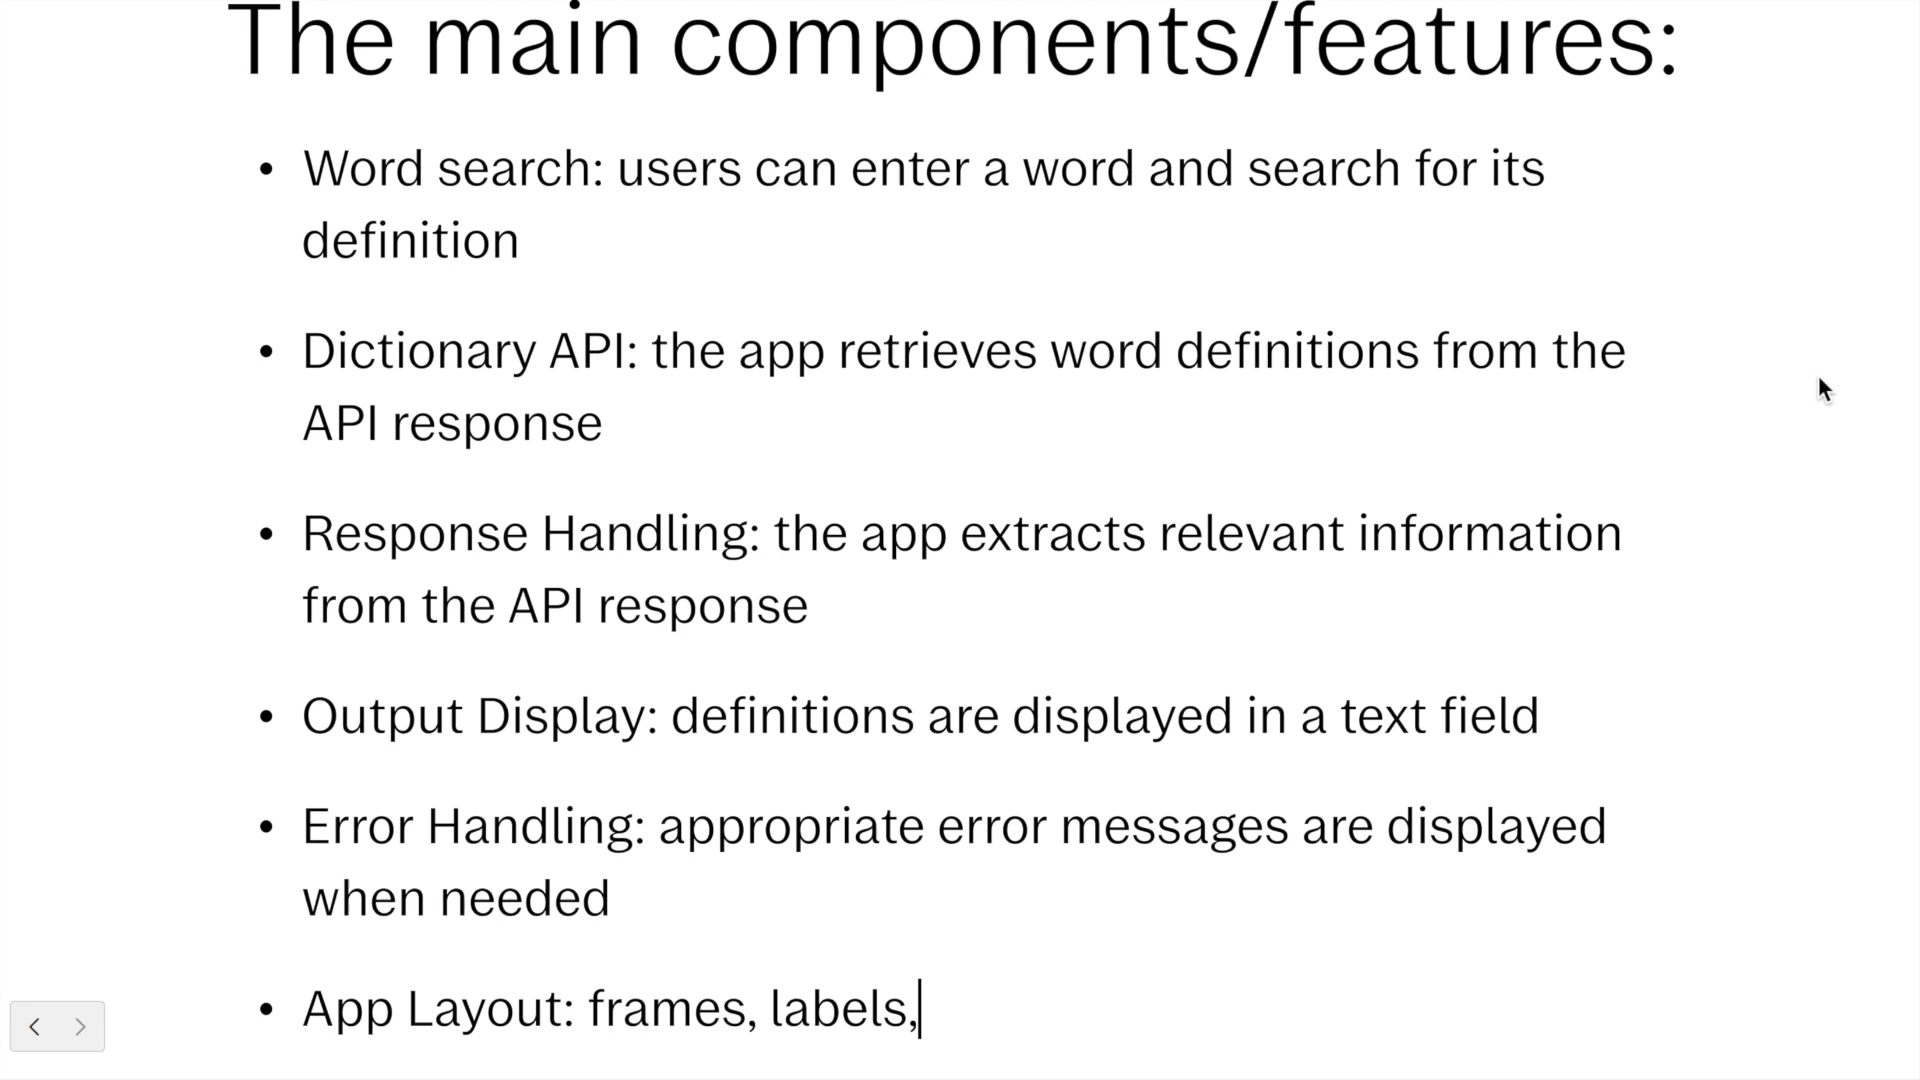 The main components/features:
• Word search: users can enter a word and search for its
definition
• Dictionary API: the app retrieves word definitions from the
API response
• Response Handling: the app extracts relevant information
from the API response
• Output Display: definitions are displayed in a text field
• Error Handling: appropriate error messages are displayed
when needed
• App Layout: frames, labels,